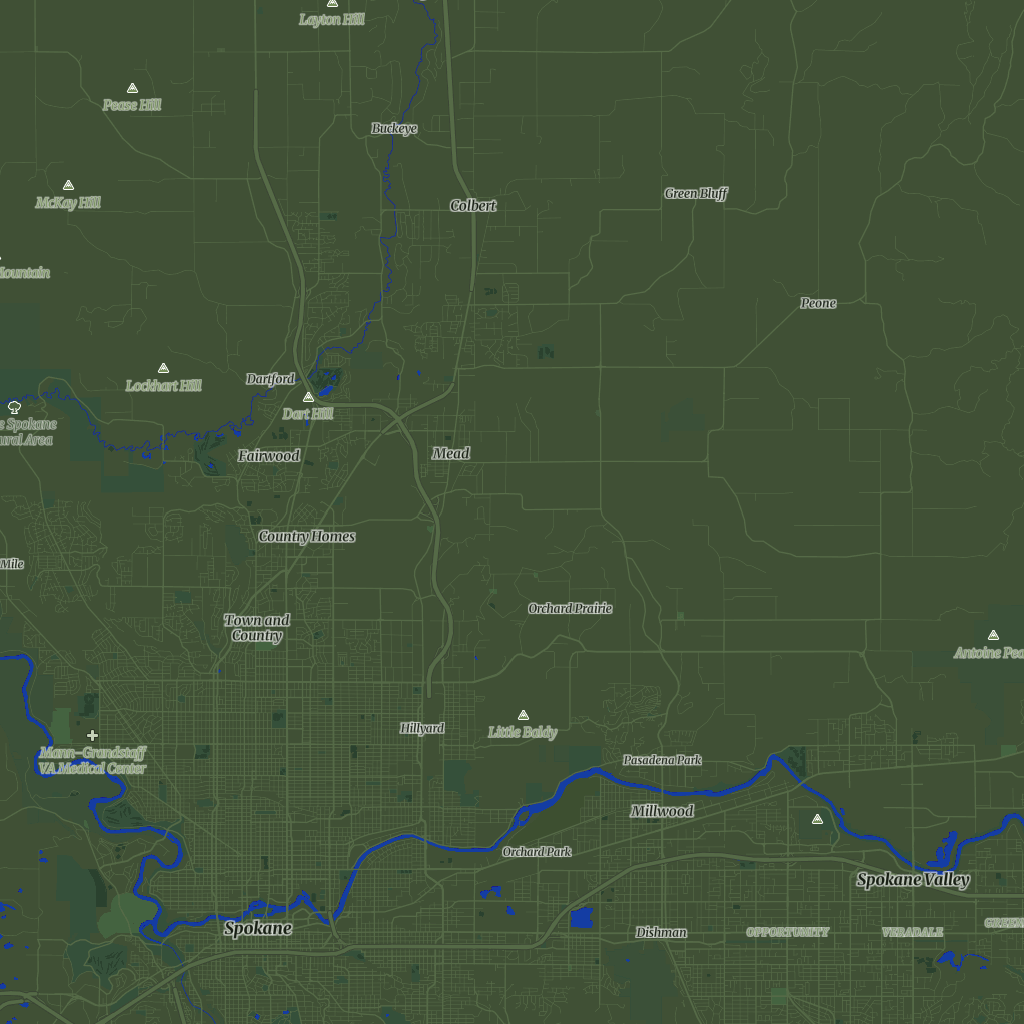 Layton Hill
Pease Hill
Buckeye
McKay Hill
Colbert
Green Bluff
Mountain
Peone
Lockhart Hill
Dartford
Dart Hill
Spokane
Area
Fairwood
Mead
Country Homes
Mile
Orchard Prairie
Town and
Country
Antoine
Hillyard
Little Baldy
Mann-Grandstaff
VA Medical Center
Pasadena Park
Millwood
Orchard Park
Spokane Valley
Spokane
Dishman
OPPORTUNITY
VERADALE
GREEN